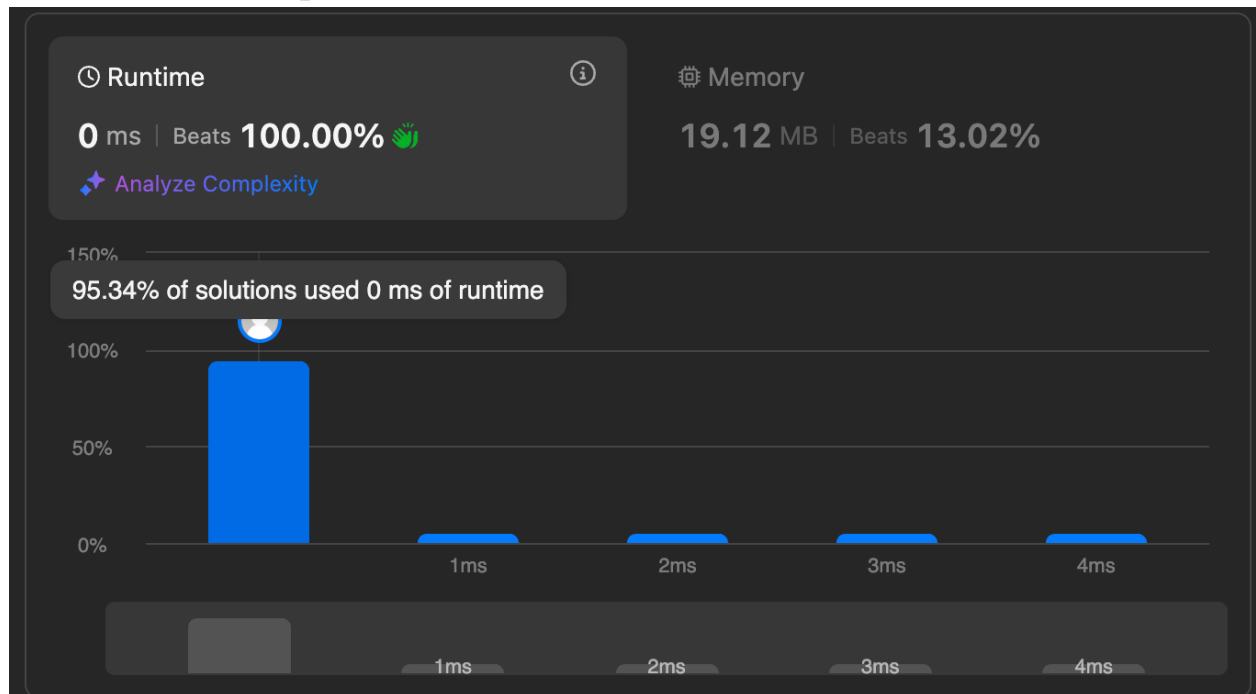 Runtime
0 ms | Beats 100.00%
Analyze Complexity
Memory
19.12 MB | Beats 13.02%
150%
95.34% of solutions used 0 ms of runtime
100%
50%
0%
1ms 2ms 3ms 4ms
1ms 2ms 3ms 4ms